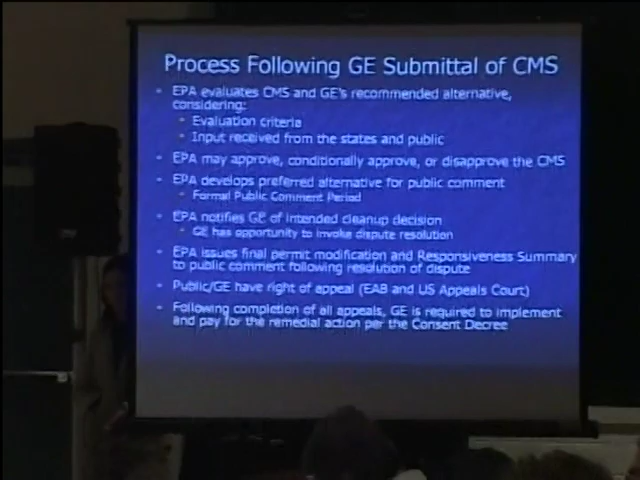 Process Following GE Submittal of CMS
EPA evaluates CMS and GE's recommended alternative,
considering:
Evaluation criteria
Input received from the states and public
EPA may approve, conditionally approve, or disapprove the CMS
EPA develops preferred alternative for public comment
Formal Public Comment Period
EPA notifies GE of intended cleanup decision
GE has opportunity to invoke dispute resolution
EPA issues final permit modification and Responsiveness Summary
to public comment following resolution of dispute
Public/GE have right of appeal (EAB and US Appeals Court)
Following completion of all appeals, GE is required to implement
and pay for the remedial action per the Consent Decree